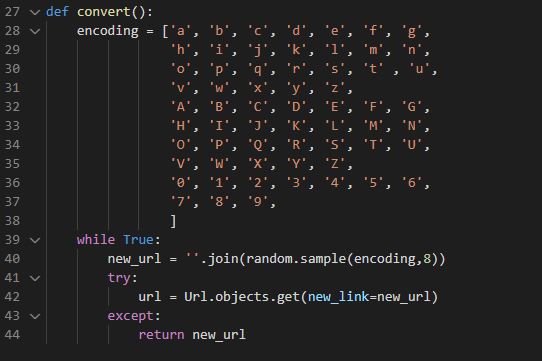 27 def convert():
28 encoding = ['a', 'b', 'c', 'd', 'e', 'f', 'g',
29 'h', 'i', 'j', 'k', 'l', 'm', 'n',
30 'o', 'p', 'q', 'r', 's', 't' , 'u',
31 'v', 'w', 'x', 'y', 'z',
32 'A', 'B', 'C', 'D', 'E', 'F', 'G',
33 'H', 'I', 'J', 'K', 'L', 'M', 'N',
34 'O', 'P', 'Q', 'R', 'S', 'T', 'U',
35 'V', 'W', 'X', 'Y', 'Z',
36 '0', '1', '2', '3', '4', '5', '6',
37 '7', '8', '9',
38 ]
39 while True:
40 new_url = ''.join(random.sample(encoding,8))
41 try:
42 url = Url.objects.get(new_link=new_url)
43 except:
44 return new_url